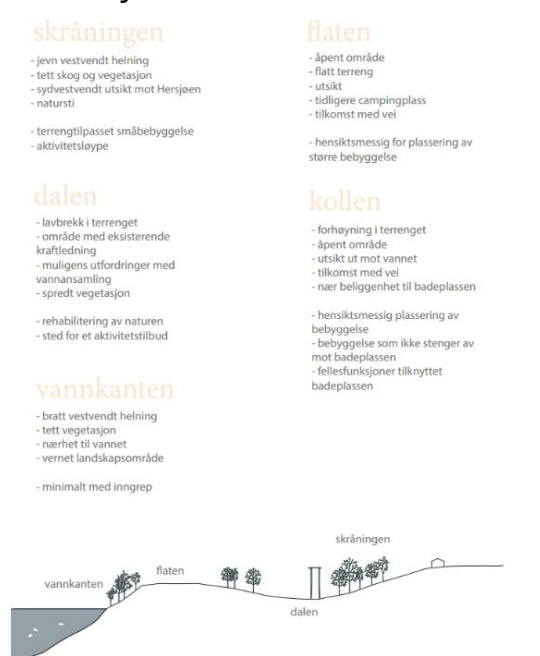 skråningen
- jevn vestvendt helning
- tett skog og vegetasjon
- sydvestvendt utsikt mot Hersjøen
- natursti
- terrengtilpasset småbebyggelse
- aktivitetsløype
dalen
- lavbrekk i terrenget
- område med eksisterende
kraftledning
- muligens utfordringer med
vannansamling
- spredt vegetasjon
- rehabilitering av naturen
- sted for et aktivitetstilbud
vannkanten
- bratt vestvendt helning
- tett vegetasjon
- nærhet til vannet
- vernet landskapsområde
- minimalt med inngrep
flaten
- åpent område
- flatt terreng
- utsikt
- tidligere campingplass
- tilkomst med vei
- hensiktsmessig for plassering av
større bebyggelse
kollen
- forhøyning i terrenget
- åpent område
- utsikt ut mot vannet
- tilkomst med vei
- nær beliggenhet til badeplassen
- hensiktsmessig plassering av
bebyggelse
- bebyggelse som ikke stenger av
mot badeplassen
- fellesfunksjoner tilknyttet
badeplassen
skråningen
flaten
vannkanten
dalen